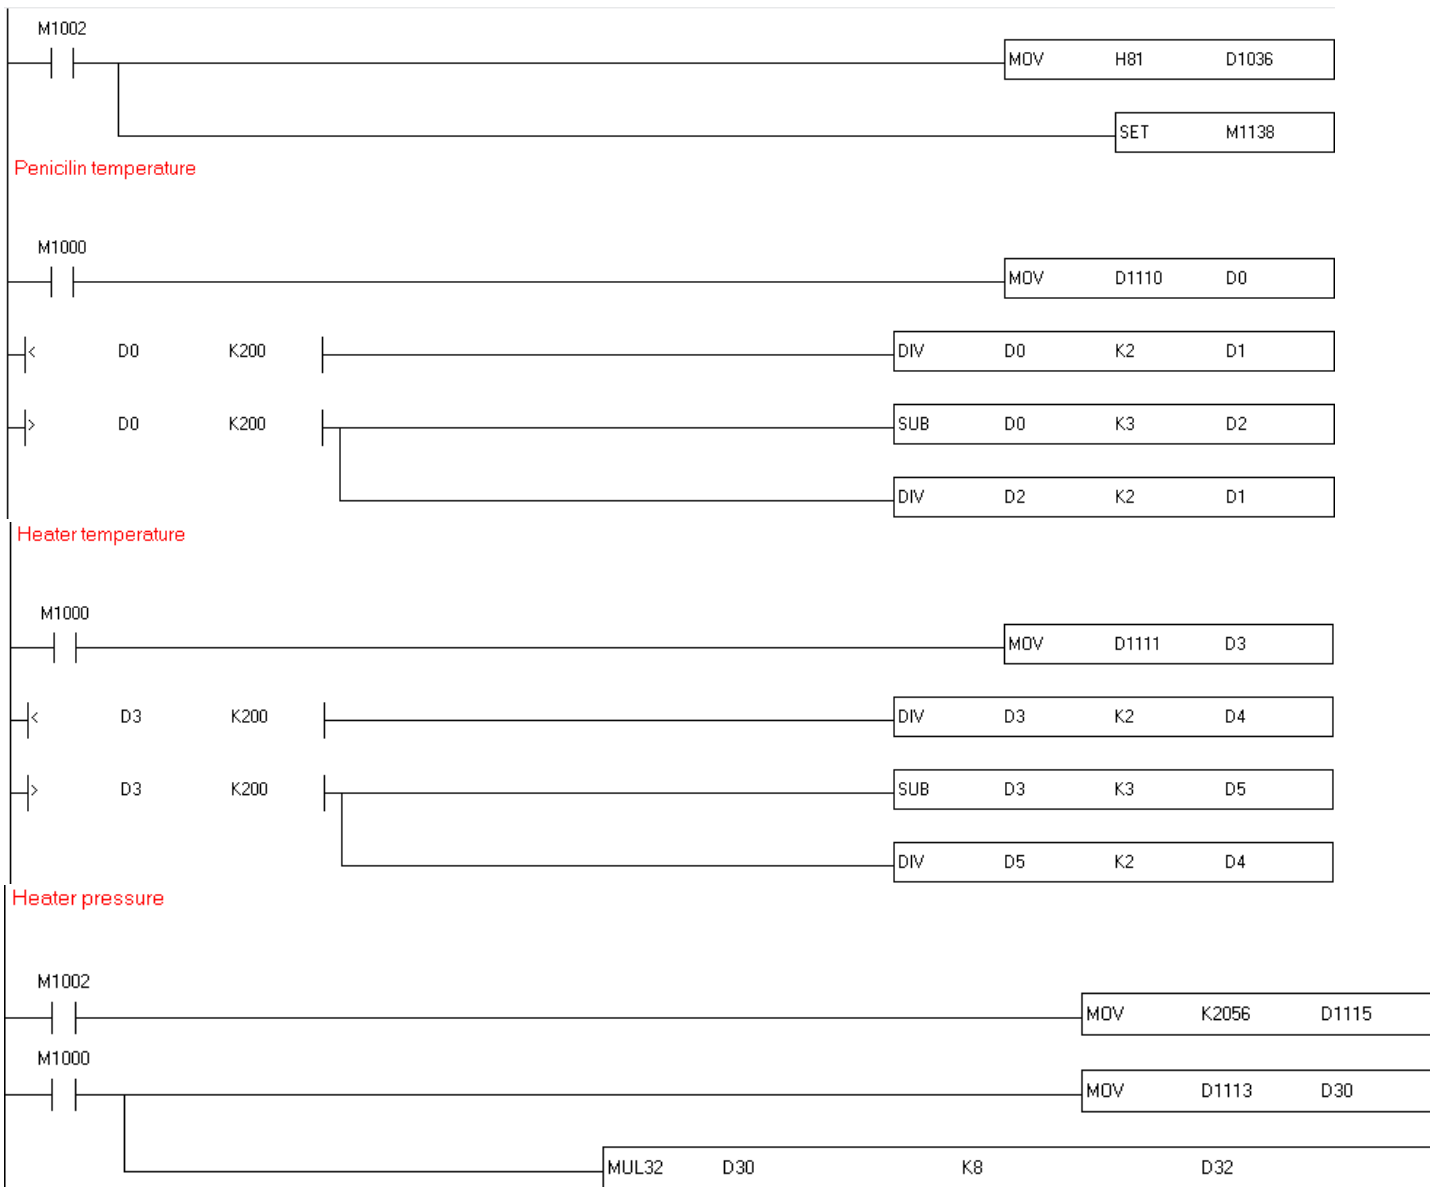 M1002
MOV H81 D1036
SET M1138
Penicilin temperature
M1000
MOV D1110 D0
< D0 K200 DIV D0 K2 D1
> D0 K200 SUB D0 K3 D2
DIV D2 K2 D1
Heater temperature
M1000
MOV D1111 D3
< D3 K200 DIV D3 K2 D4
> D3 K200 SUB D3 K3 D5
DIV D5 K2 D4
Heater pressure
M1002
MOV K2056 D1115
M1000
MOV D1113 D30
MUL32 D30 K8 D32